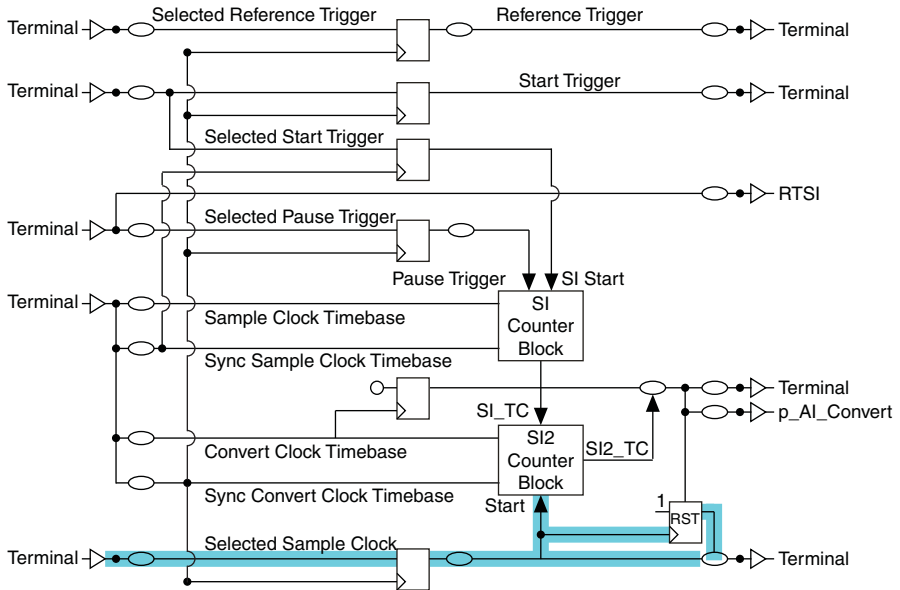 Selected Reference Trigger
Reference Trigger
Terminal
Terminal
Start Trigger
Terminal
Terminal
Selected Start Trigger
RTSI
Selected Pause Trigger
Terminal
Pause Trigger
SI Start
Terminal
SI
Counter
Block
Sample Clock Timebase
Sync Sample Clock Timebase
Terminal
SI_TC
p_AI_Convert
SI2
Counter
Block
SI2_TC
Convert Clock Timebase
Sync Convert Clock Timebase
Start
1
RST
Selected Sample Clock
Terminal
Terminal